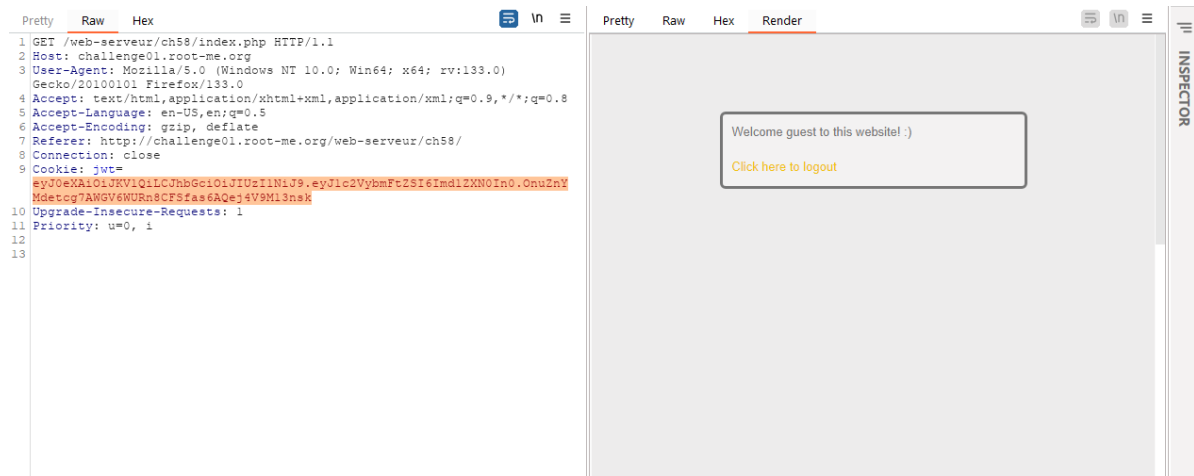 Pretty Raw Hex \n
1 GET /web-serveur/ch58/index.php HTTP/1.1
2 Host: challenge01.root-me.org
3 User-Agent: Mozilla/5.0 (Windows NT 10.0; Win64; x64; rv:133.0)
Gecko/20100101 Firefox/133.0
4 Accept: text/html,application/xhtml+xml,application/xml;q=0.9,*/*;q=0.8
5 Accept-Language: en-US,en;q=0.5
6 Accept-Encoding: gzip, deflate
7 Referer: http://challenge01.root-me.org/web-serveur/ch58/
8 Connection: close
9 Cookie: jwt=
eyJ0eXAiOiJKV1QiLCJhbGciOiJIUzI1NiJ9.eyJ1c2VybmFtZSI6Imd1ZXN0In0.OnuZnY
Mdetcg7AWGV6WURn8CFSfas6AQej4V9M13nsk
10 Upgrade-Insecure-Requests: 1
11 Priority: u=0, i
12
13
Pretty Raw Hex Render \n
Welcome guest to this website! :)
Click here to logout
INSPECTOR